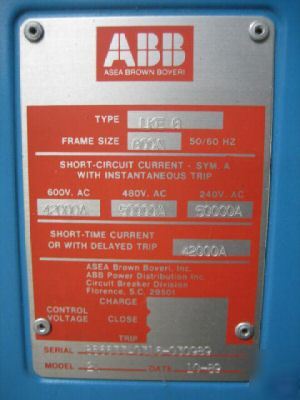 ABB
ASEA BROWN BOVERI
TYPE
FRAME SIZE 50/60 HZ
SHORT-CIRCUIT CURRENT - SYM. A
WITH INSTANTANEOUS TRIP
600V. AC 480V. AC 240V. AC
42000A 50000A
SHORT-TIME CURRENT
OR WITH DELAYED TRIP 42000A
ASEA Brown Boveri, Inc.
ABB Power Distribution Inc.
Circuit Breaker Division
Florence, S.C. 29501
CHARGE
CONTROL
VOLTAGE CLOSE
TRIP
SERIAL
MODEL DATE 10-89